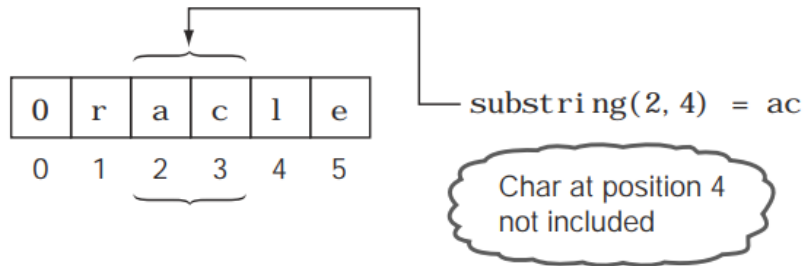 O r a c l e
0 1 2 3 4 5
substring(2, 4) = ac
Char at position 4
not included